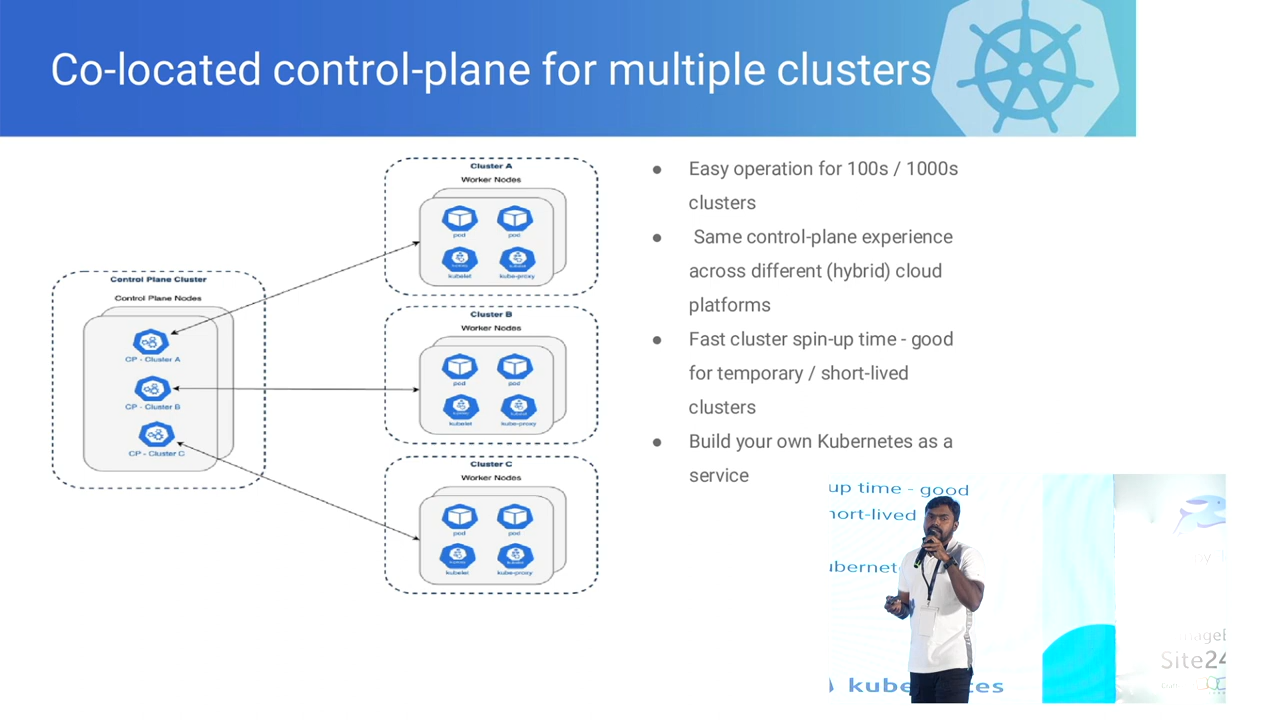 Co-located control-plane for multiple clusters
Control Plane Cluster
Control Plane Nodes
CP - Cluster A
CP - Cluster B
CP - Cluster C
Cluster A
Worker Nodes
pod pod
kubelet kube-proxy
Cluster B
Worker Nodes
pod pod
kubelet kube-proxy
Cluster C
Worker Nodes
pod pod
kubelet kube-proxy
● Easy operation for 100s / 1000s
clusters
● Same control-plane experience
across different (hybrid) cloud
platforms
● Fast cluster spin-up time - good
for temporary / short-lived
clusters
● Build your own Kubernetes as a
service
up time - good
hort-lived
ubernet
kube es
Site24